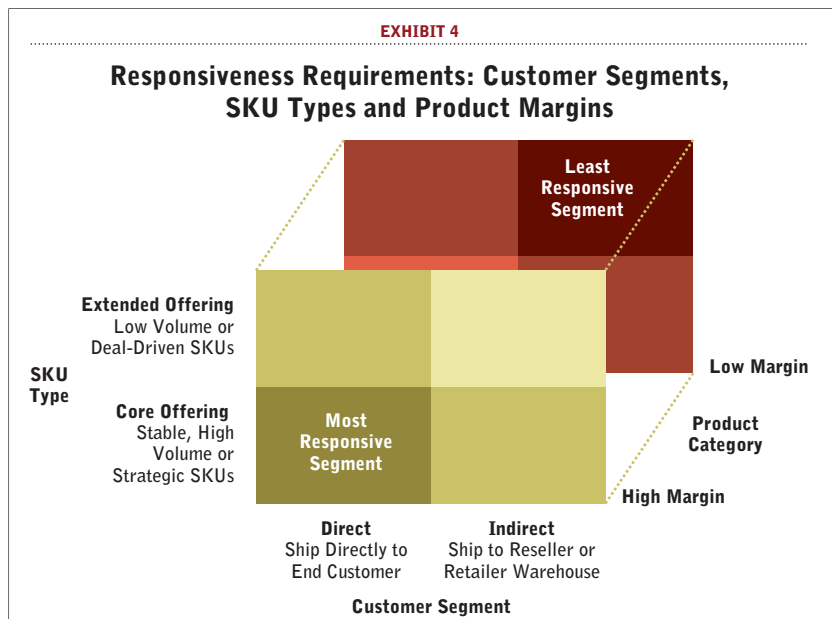 EXHIBIT 4
Responsiveness Requirements: Customer Segments,
SKU Types and Product Margins
Least
Responsive
Segment
Extended Offering
Low Volume or
Deal-Driven SKUs
SKU
Type
Low Margin
Core Offering
Stable, High
Volume or
Strategic SKUs
Most
Responsive
Segment
Product
Category
High Margin
Direct
Ship Directly to
End Customer
Indirect
Ship to Reseller or
Retailer Warehouse
Customer Segment